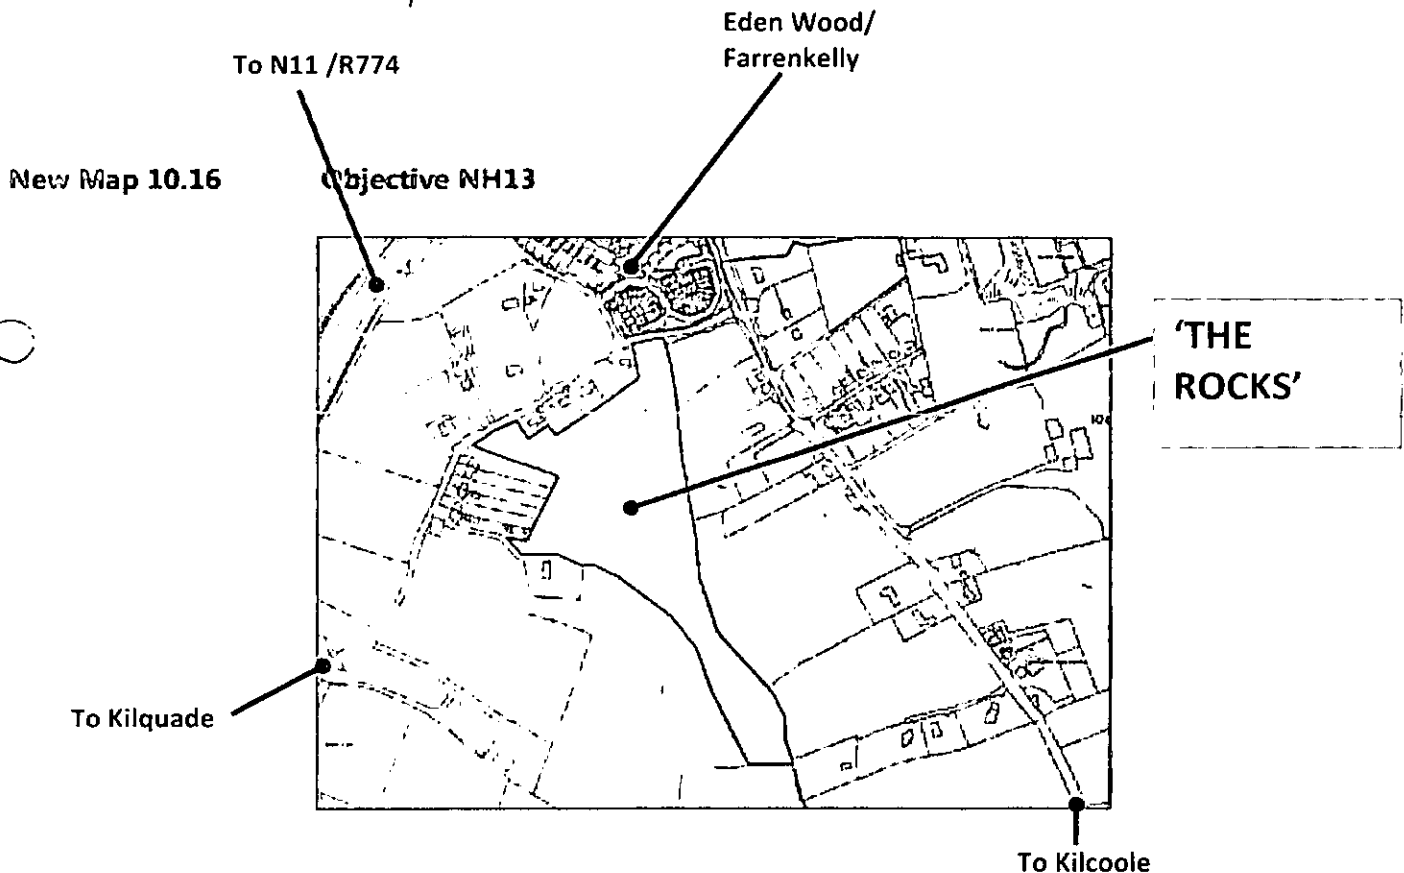 Eden Wood/
Farrenkelly
To N11 /R774
New Map 10.16 Objective NH13
'THE
ROCKS'
To Kilquade
To Kilcoole